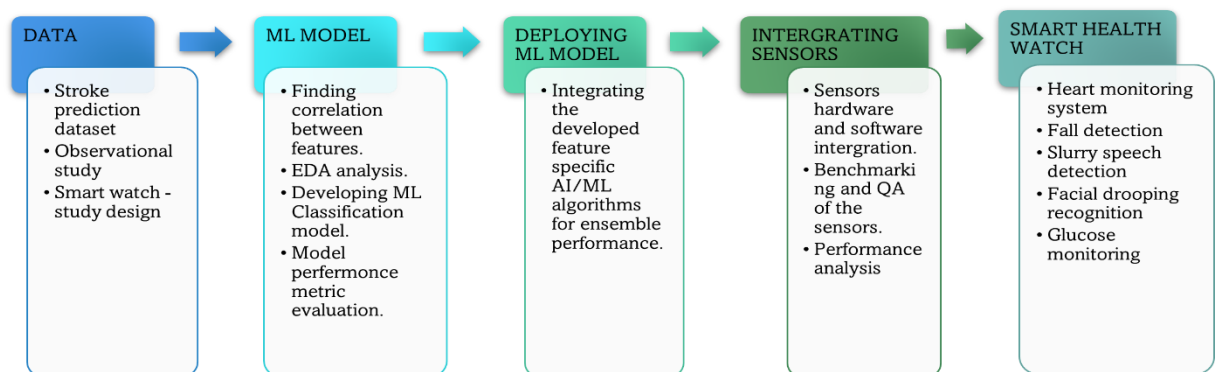 DATA
• Stroke
prediction
dataset
• Observational
study
• Smart watch -
study design
ML MODEL
• Finding
correlation
between
features.
• EDA analysis.
• Developing ML
Classification
model.
• Model
perfermonce
metric
evaluation.
DEPLOYING
ML MODEL
• Integrating
the
developed
feature
specific
AI/ML
algorithms
for ensemble
performance.
INTERGRATING
SENSORS
• Sensors
hardware
and software
intergration.
• Benchmarki
ng and QA
of the
sensors.
• Performance
analysis
SMART HEALTH
WATCH
• Heart monitoring
system
• Fall detection
• Slurry speech
detection
• Facial drooping
recognition
• Glucose
monitoring